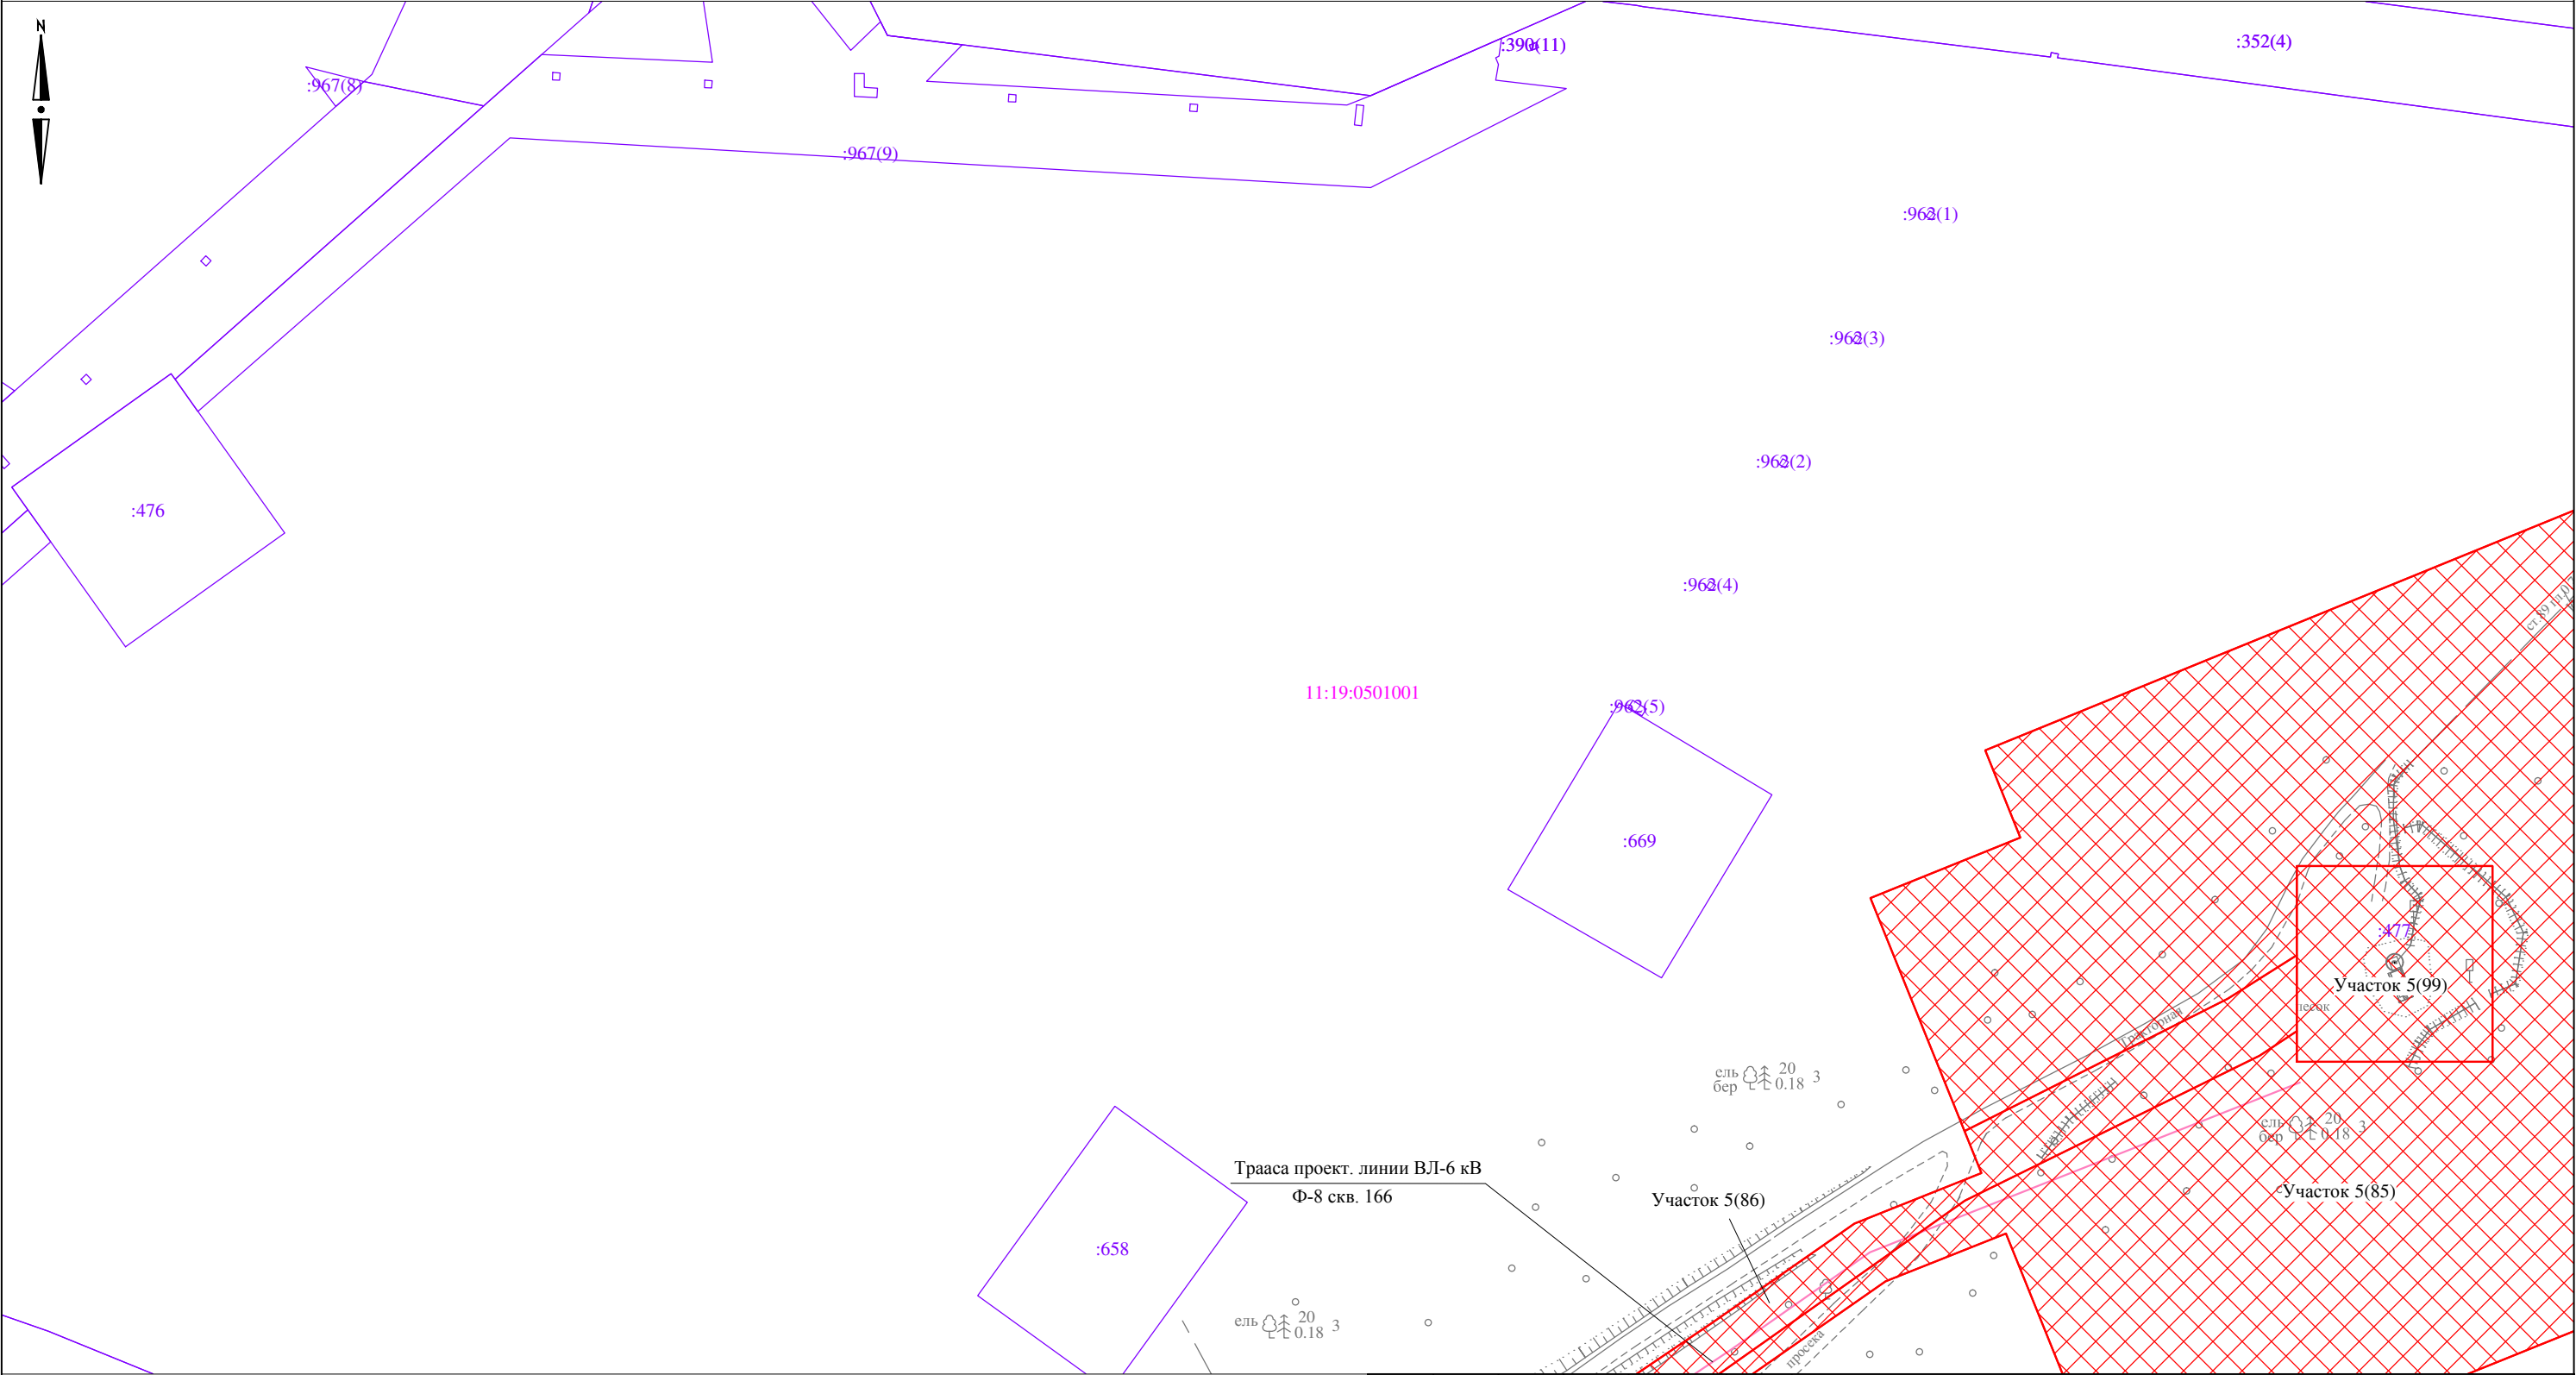 N
:390(11)
:352(4)
:967(8)
:967(9)
:962(1)
:962(3)
:962(2)
:476
:962(4)
11:19:0501001
:962(5)
:669
:477
Участок 5(99)
Тракторная
ель
бер
20
0.18
3
ель
бер
20
0.18
3
Трааса проект. линии ВЛ-6 кВ
Ф-8 скв. 166
Участок 5(86)
Участок 5(85)
:658
ель
20
0.18
3
просека